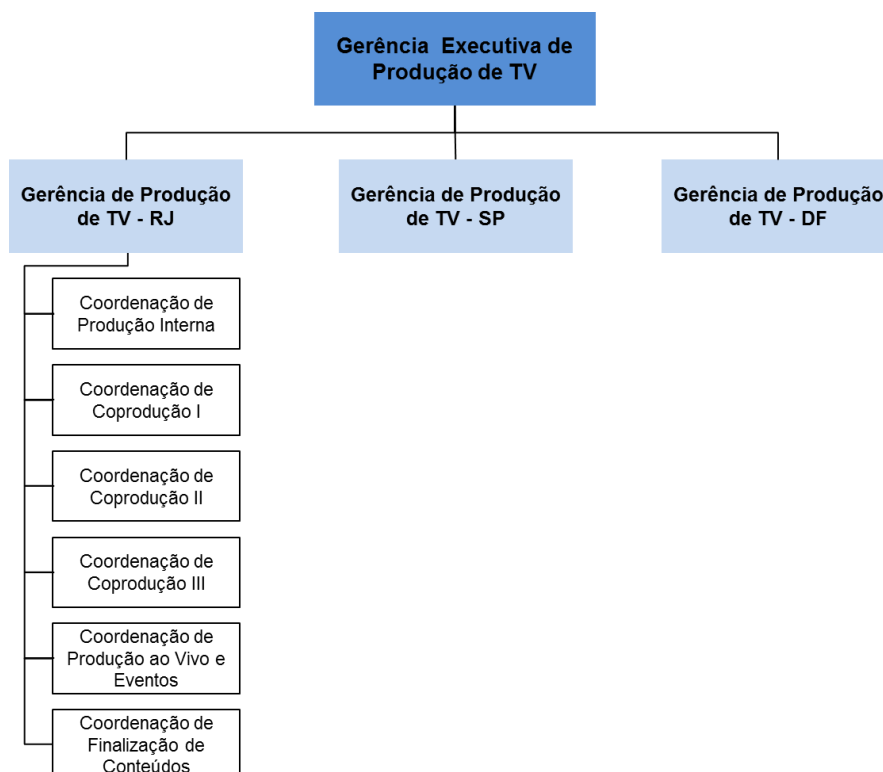 Gerência Executiva de
Produção de TV
Gerência de Produção
de TV - RJ
Gerência de Produção
de TV - SP
Gerência de Produção
de TV - DF
Coordenação de
Produção Interna
Coordenação de
Coprodução I
Coordenação de
Coprodução II
Coordenação de
Coprodução III
Coordenação de
Produção ao Vivo e
Eventos
Coordenação de
Finalização de
Conteúdos